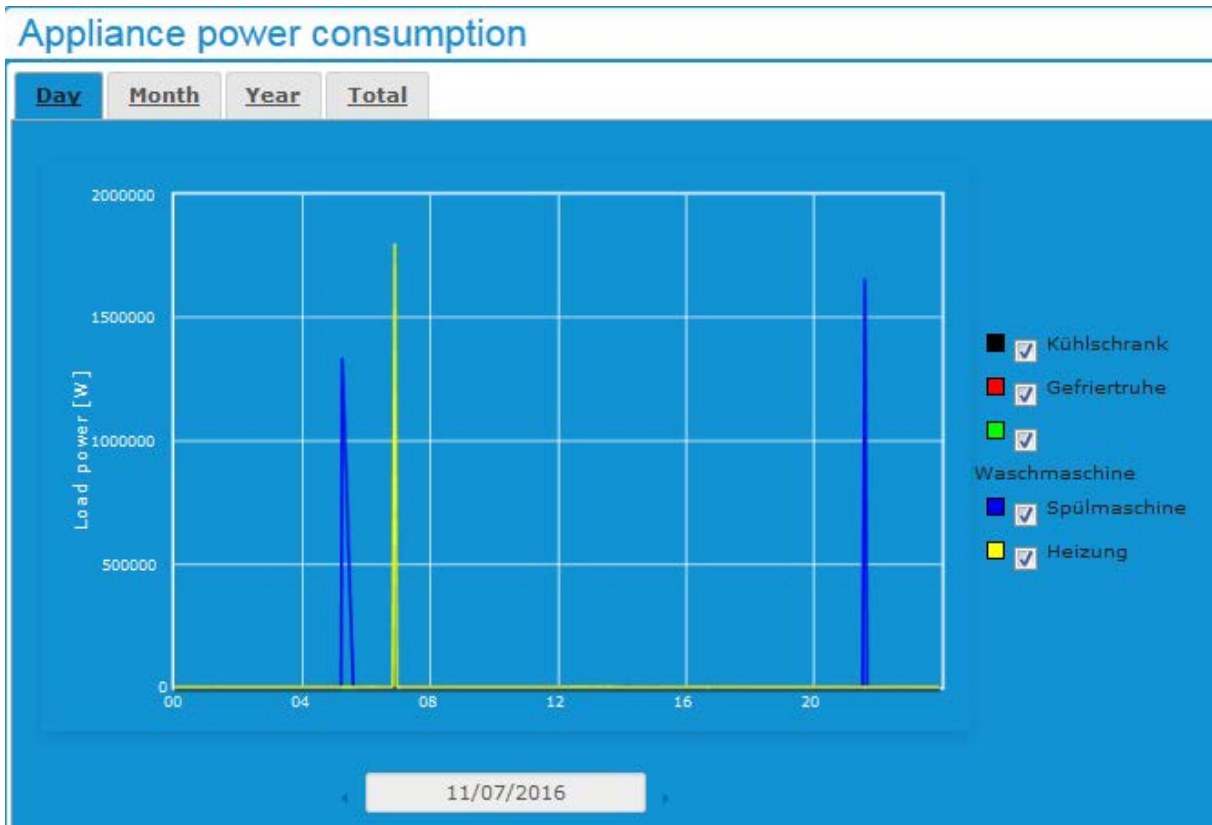 Appliance power consumption
Day Month Year Total
2000000
1500000
1000000
500000
0
Load power [W]
00 04 08 12 16 20
Kühlschrank
Gefriertruhe
Waschmaschine
Spülmaschine
Heizung
11/07/2016